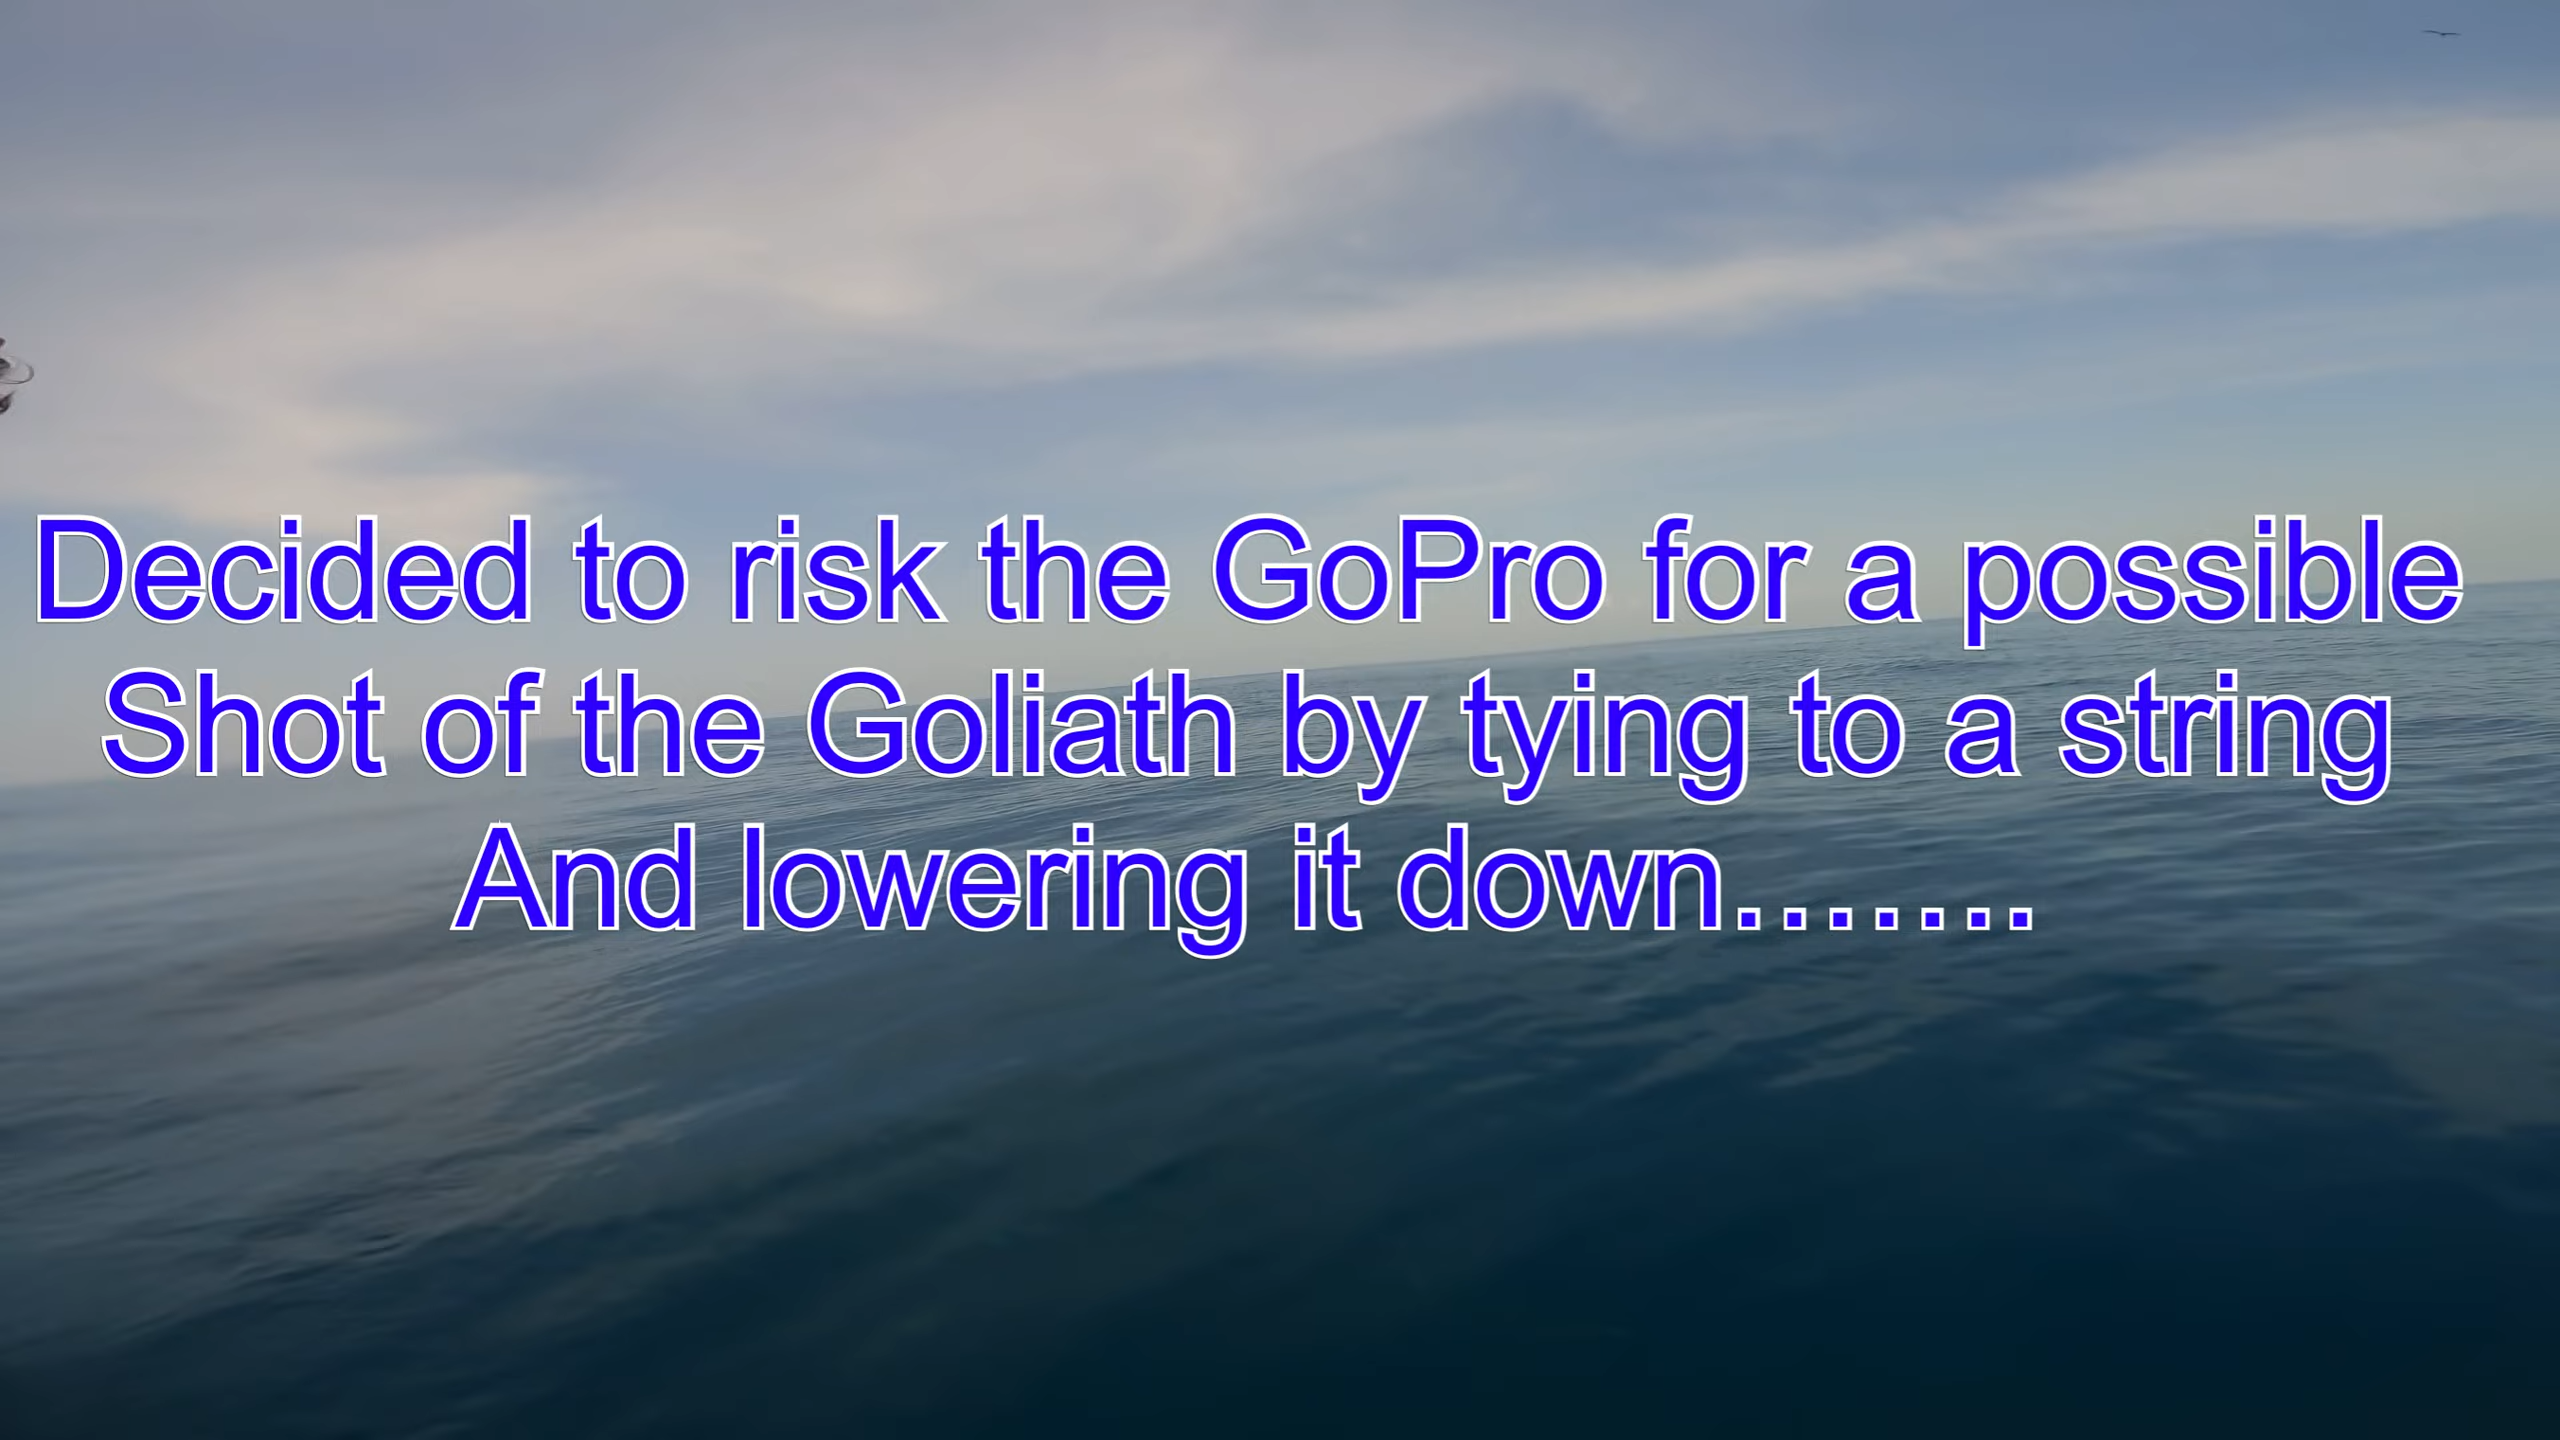 Decided to risk the GoPro for a possible
Shot of the Goliath by tying to a string
And lowering it down.......